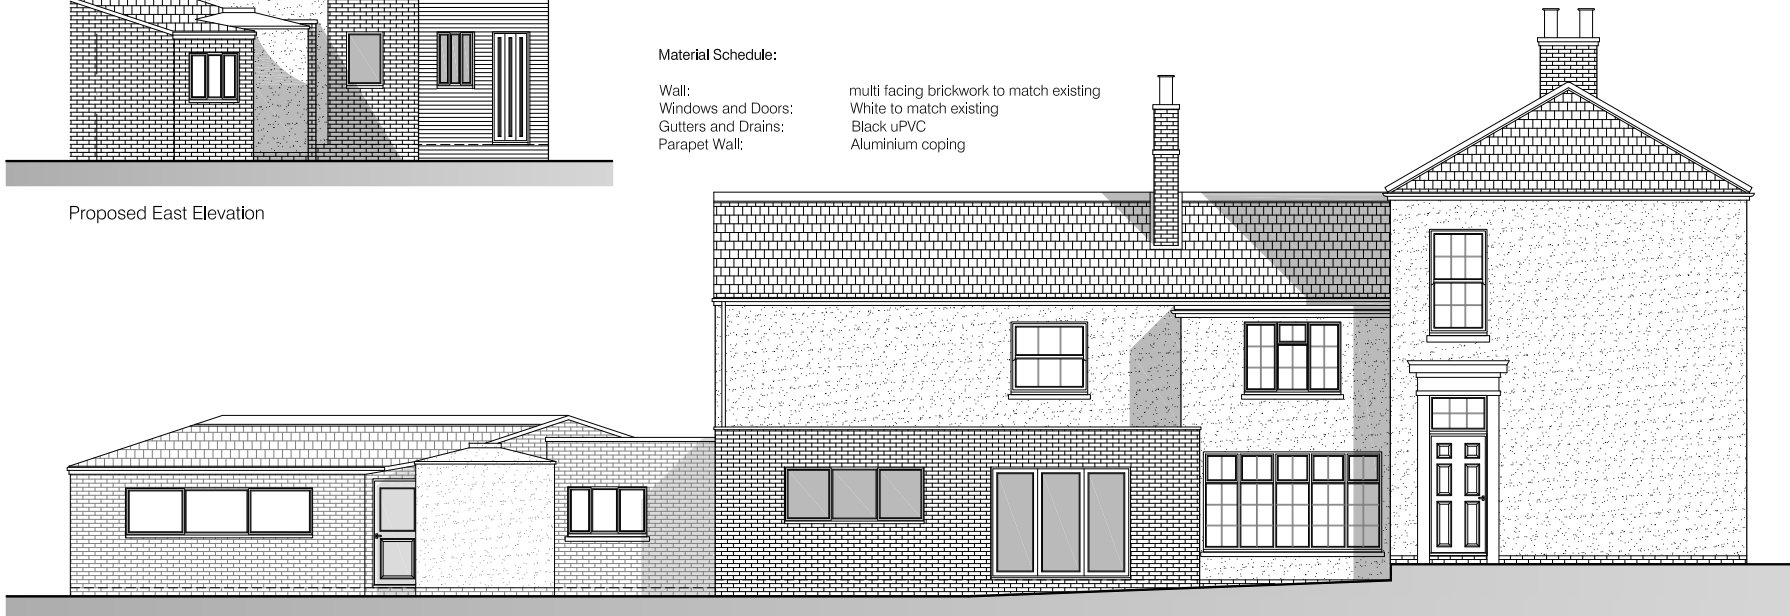 Material Schedule:
Wall: multi facing brickwork to match existing
Windows and Doors: White to match existing
Gutters and Drains: Black uPVC
Parapet Wall: Aluminium coping
Proposed East Elevation